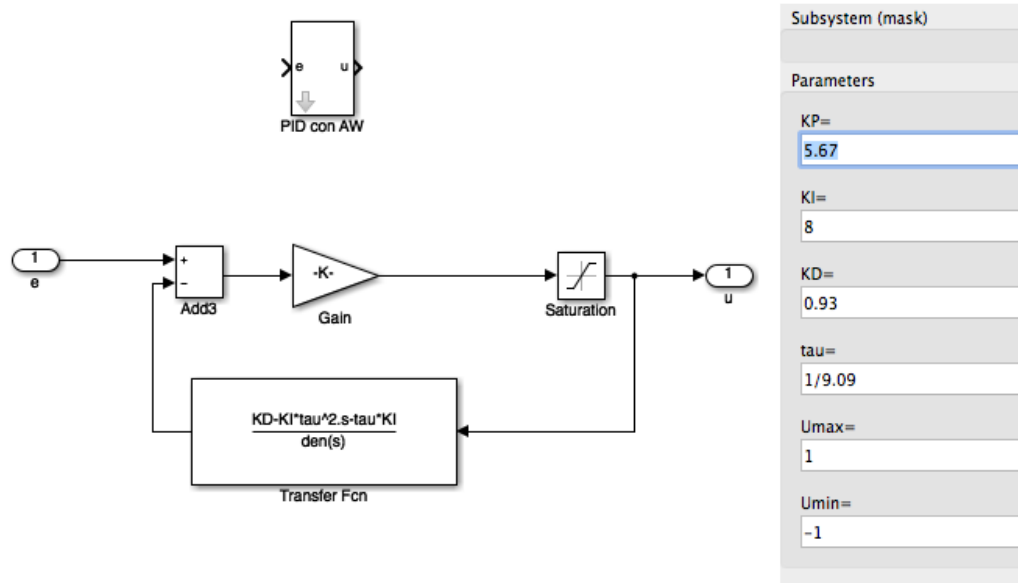 e u
PID con AW
1
e
+
−
Add3
-K-
Gain
Saturation
1
u
KD-KI*tau^2.s-tau*KI
den(s)
Transfer Fcn
Subsystem (mask)
Parameters
KP=
5.67
KI=
8
KD=
0.93
tau=
1/9.09
Umax=
1
Umin=
-1